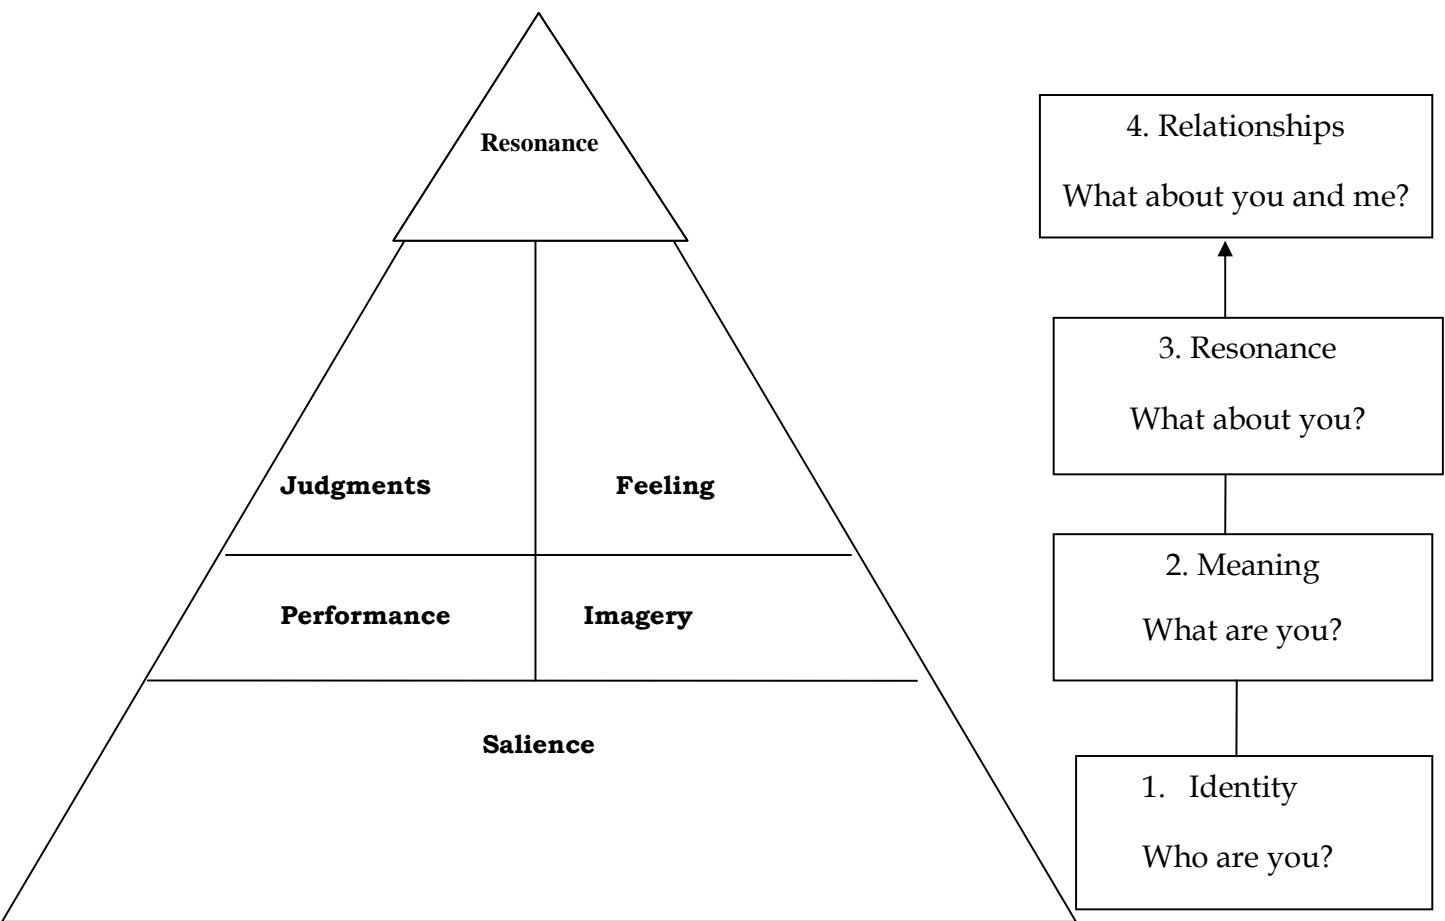 Resonance
Judgments
Feeling
Performance
Imagery
Salience
4. Relationships
What about you and me?
3. Resonance
What about you?
2. Meaning
What are you?
1. Identity
Who are you?